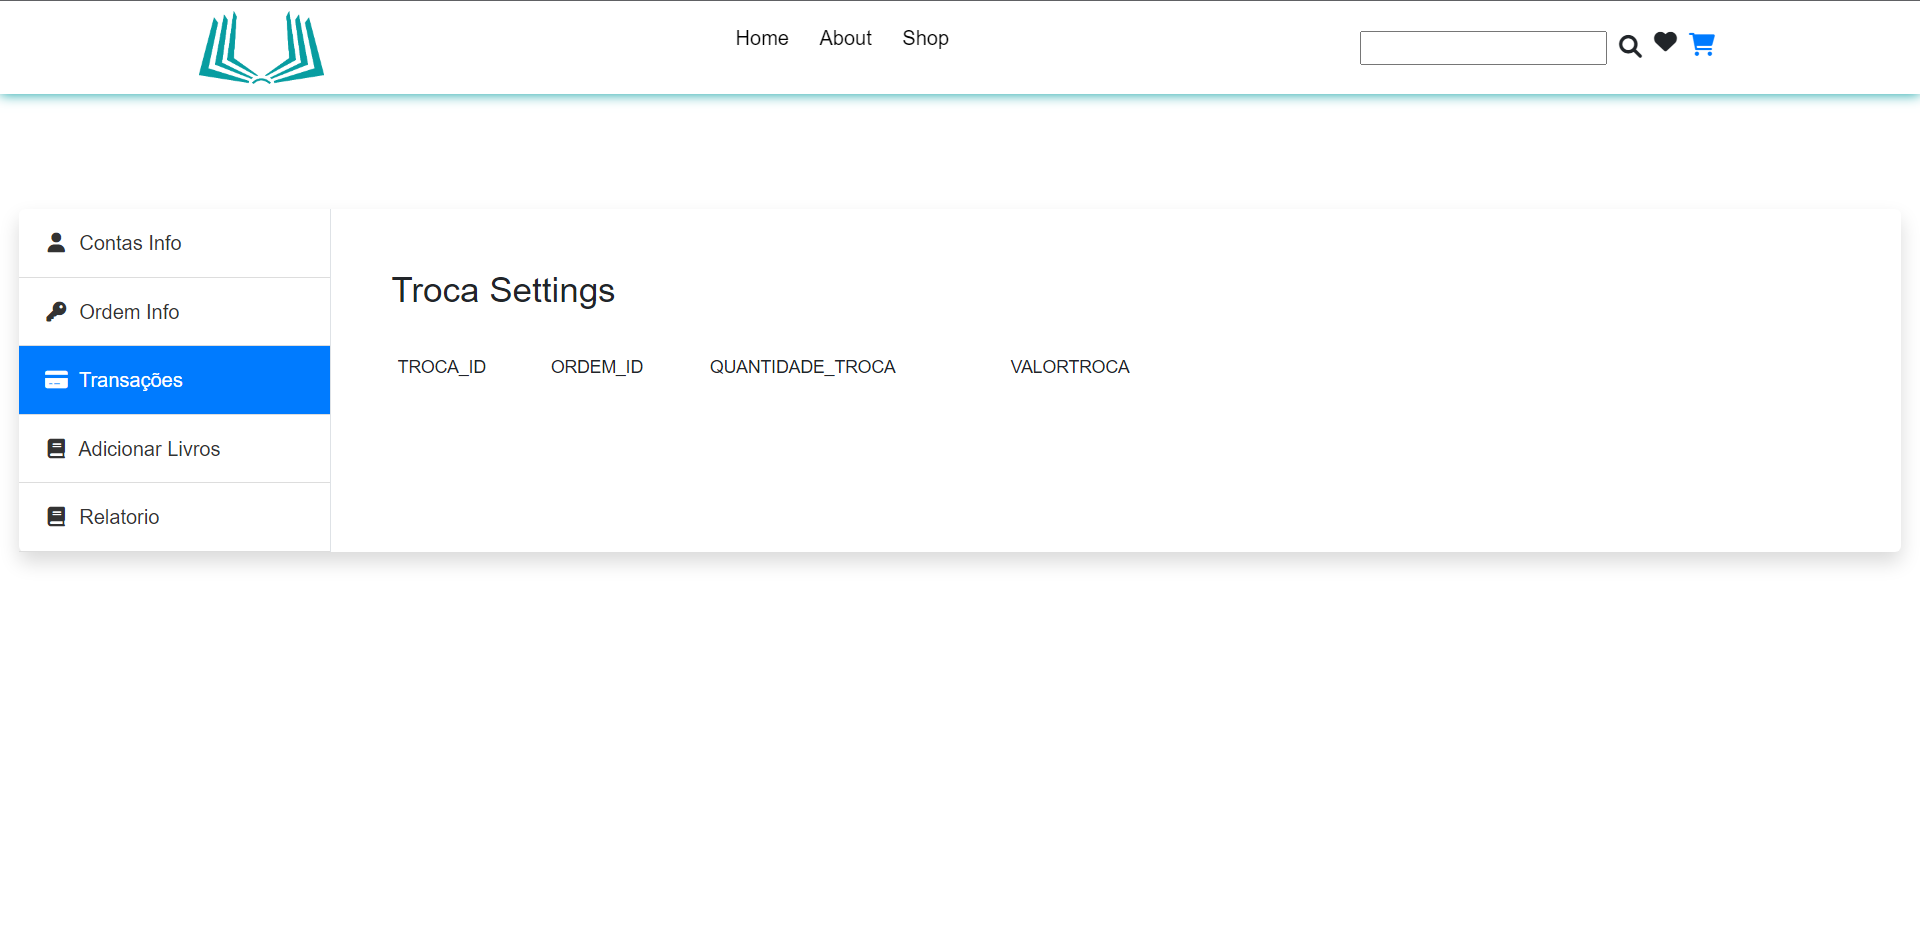 Home About Shop
Contas Info
Ordem Info
Transações
Adicionar Livros
Relatorio
Troca Settings
TROCA_ID ORDEM_ID QUANTIDADE_TROCA VALORTROCA